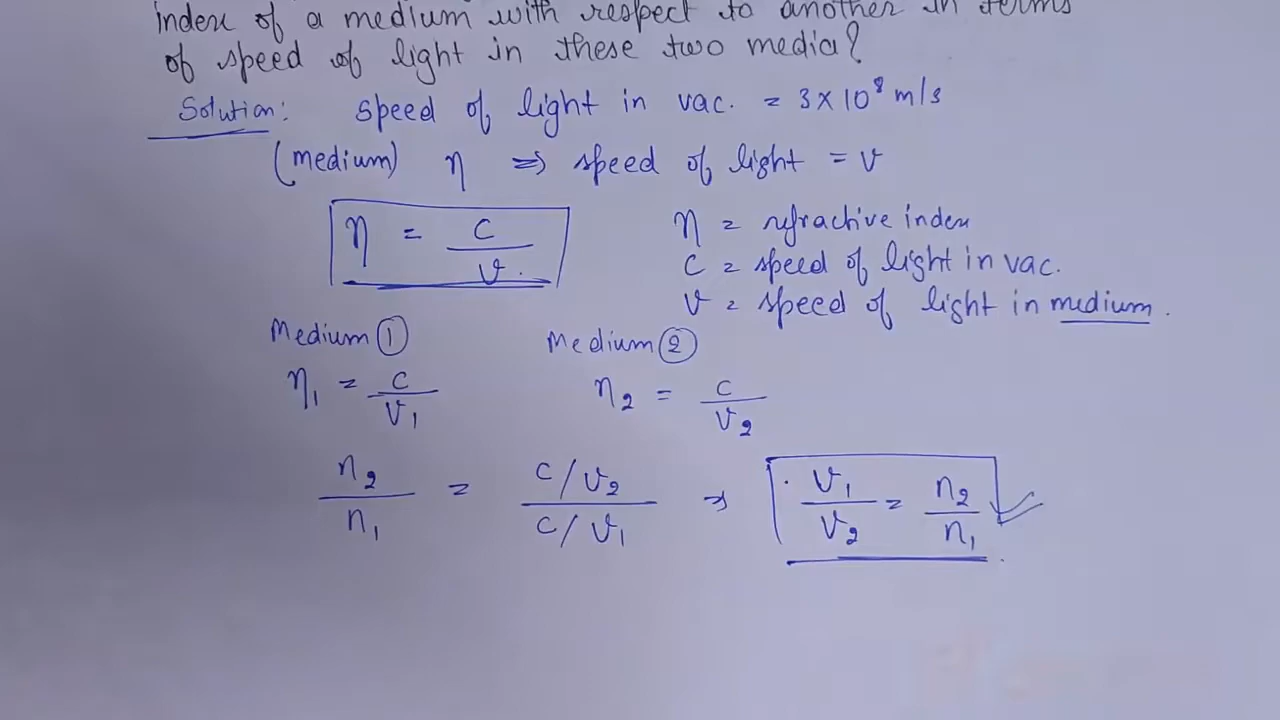 index of a medium with respect to another in terms
of speed of light in these two media?
Solution: speed of light in vac. = 3 x 10⁸ m/s
(medium) η ⇒ speed of light = v
η = c / v.
η = refractive index
c = speed of light in vac.
v = speed of light in medium.
Medium ①
Medium ②
η₁ = c / v₁
η₂ = c / v₂
n₂ / n₁ = c/v₂ / c/v₁ ⇒ v₁ / v₂ = n₂ / n₁